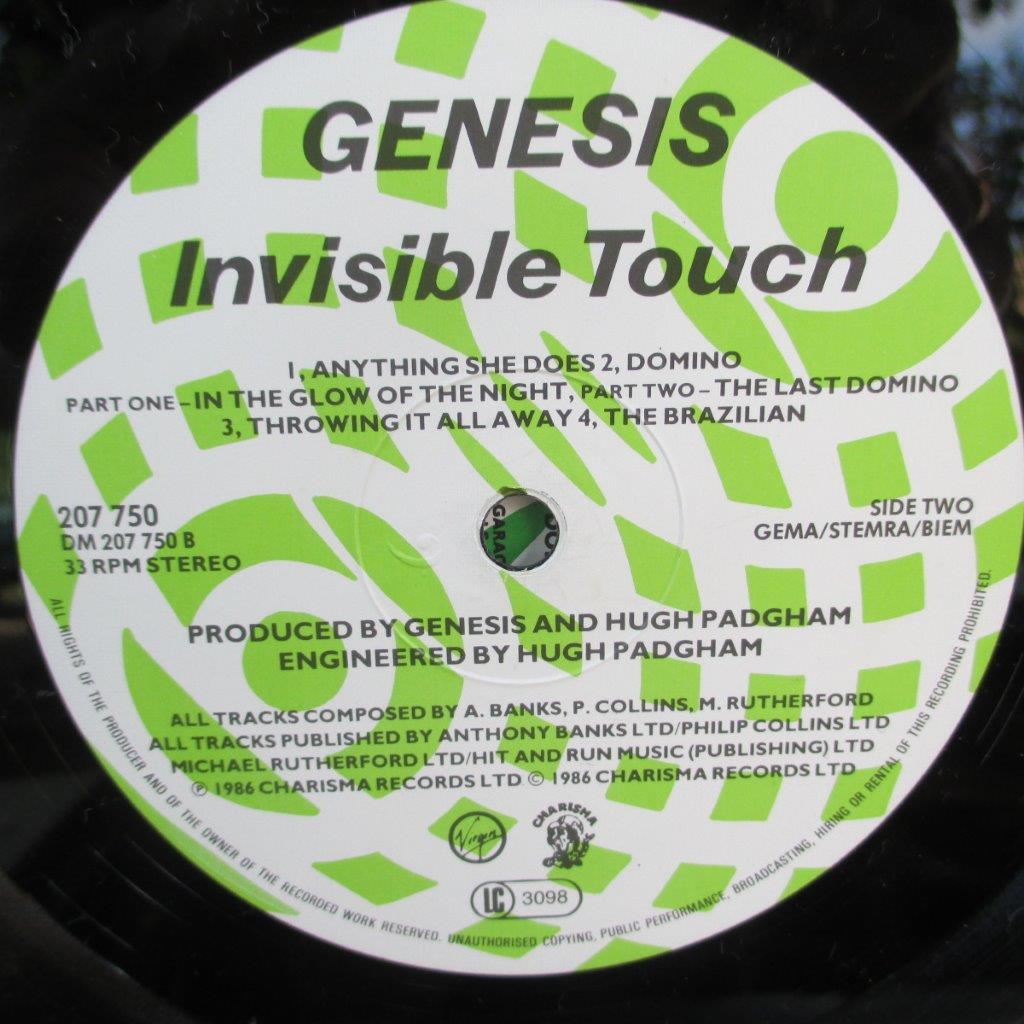 GENESIS
Invisible Touch
1, ANYTHING SHE DOES 2, DOMINO
PART ONE – IN THE GLOW OF THE NIGHT, PART TWO – THE LAST DOMINO
3, THROWING IT ALL AWAY 4, THE BRAZILIAN
207 750
DM 207 750 B
33 RPM STEREO
SIDE TWO
GEMA/STEMRA/BIEM
PRODUCED BY GENESIS AND HUGH PADGHAM
ENGINEERED BY HUGH PADGHAM
ALL TRACKS COMPOSED BY A. BANKS, P. COLLINS, M. RUTHERFORD
ALL TRACKS PUBLISHED BY ANTHONY BANKS LTD/PHILIP COLLINS LTD
MICHAEL RUTHERFORD LTD/HIT AND RUN MUSIC (PUBLISHING) LTD
℗ 1986 CHARISMA RECORDS LTD © 1986 CHARISMA RECORDS LTD
Virgin
CHARISMA
LC 3098
ALL RIGHTS OF THE PRODUCER AND OF THE OWNER OF THE RECORDED WORK RESERVED. UNAUTHORISED COPYING, PUBLIC PERFORMANCE, BROADCASTING, HIRING OR RENTAL OF THIS RECORDING PROHIBITED.